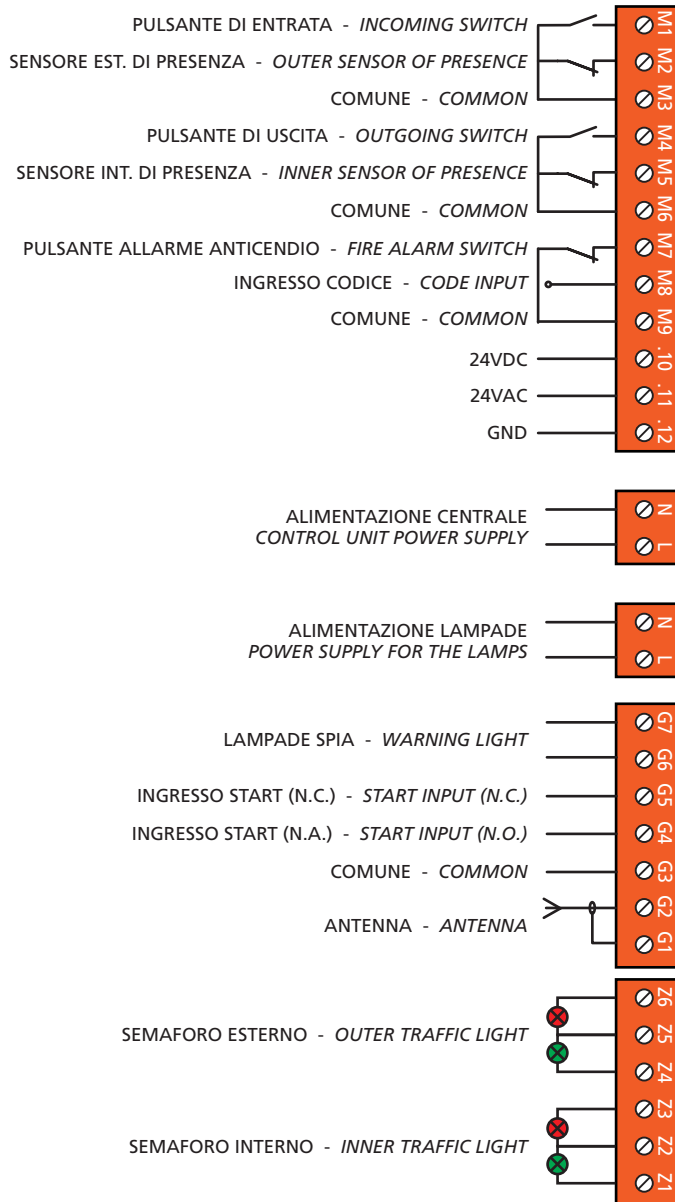 PULSANTE DI ENTRATA - INCOMING SWITCH M1
SENSORE EST. DI PRESENZA - OUTER SENSOR OF PRESENCE M2
COMUNE - COMMON M3
PULSANTE DI USCITA - OUTGOING SWITCH M4
SENSORE INT. DI PRESENZA - INNER SENSOR OF PRESENCE M5
COMUNE - COMMON M6
PULSANTE ALLARME ANTICENDIO - FIRE ALARM SWITCH M7
INGRESSO CODICE - CODE INPUT M8
COMUNE - COMMON M9
24VDC .10
24VAC .11
GND .12
ALIMENTAZIONE CENTRALE N
CONTROL UNIT POWER SUPPLY L
ALIMENTAZIONE LAMPADE N
POWER SUPPLY FOR THE LAMPS L
G7
LAMPADE SPIA - WARNING LIGHT
G6
INGRESSO START (N.C.) - START INPUT (N.C.) G5
INGRESSO START (N.A.) - START INPUT (N.O.) G4
COMUNE - COMMON G3
G2
ANTENNA - ANTENNA
G1
Z6
SEMAFORO ESTERNO - OUTER TRAFFIC LIGHT Z5
Z4
Z3
SEMAFORO INTERNO - INNER TRAFFIC LIGHT Z2
Z1